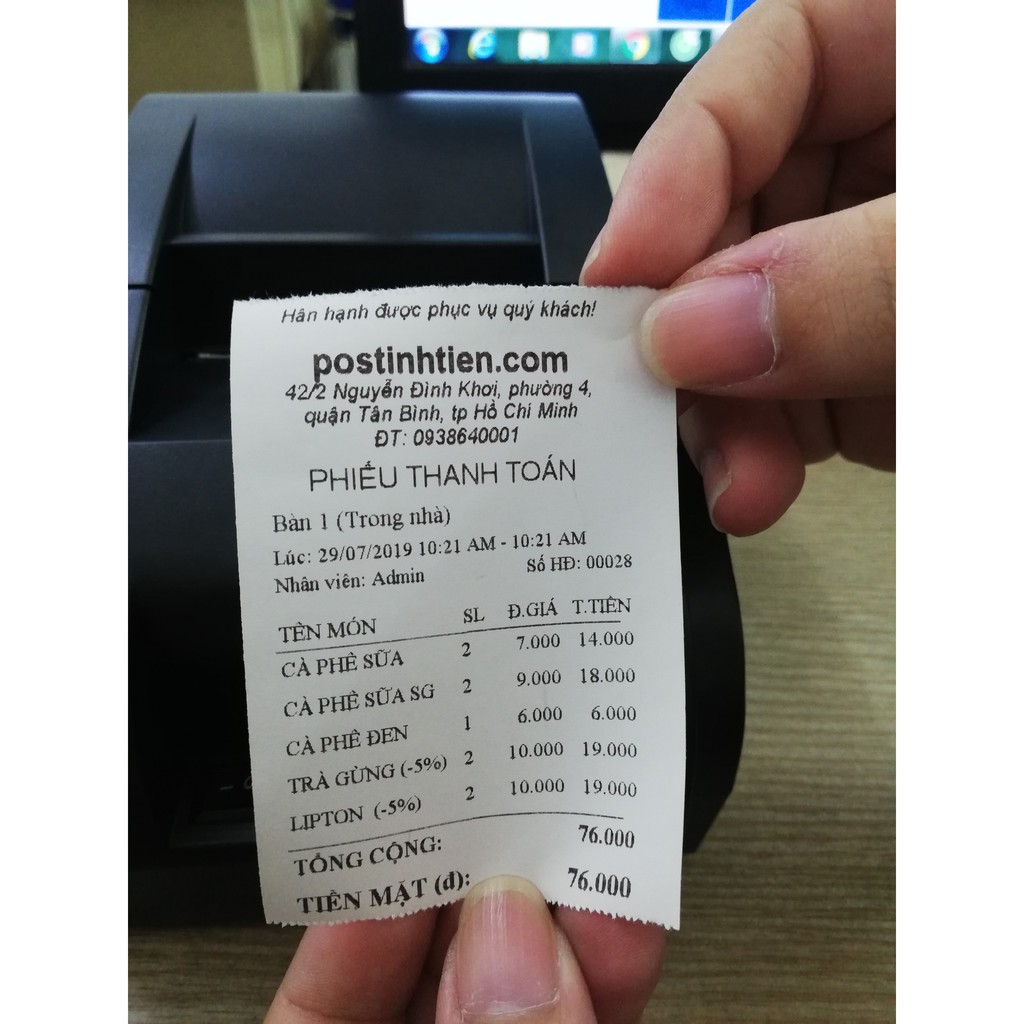 Hân hạnh được phục vụ quý khách!
postinhtien.com
42/2 Nguyễn Đình Khơi, phường 4,
quận Tân Bình, tp Hồ Chí Minh
ĐT: 0938640001
PHIẾU THANH TOÁN
Bàn 1 (Trong nhà)
Lúc: 29/07/2019 10:21 AM - 10:21 AM
Nhân viên: Admin Số HĐ: 00028
TÊN MÓN SL Đ.GIÁ T.TIỀN
CÀ PHÊ SỮA 2 7.000 14.000
CÀ PHÊ SỮA SG 2 9.000 18.000
CÀ PHÊ ĐEN 1 6.000 6.000
TRÀ GỪNG (-5%) 2 10.000 19.000
LIPTON (-5%) 2 10.000 19.000
TỔNG CỘNG: 76.000
TIỀN MẶT (đ): 76.000